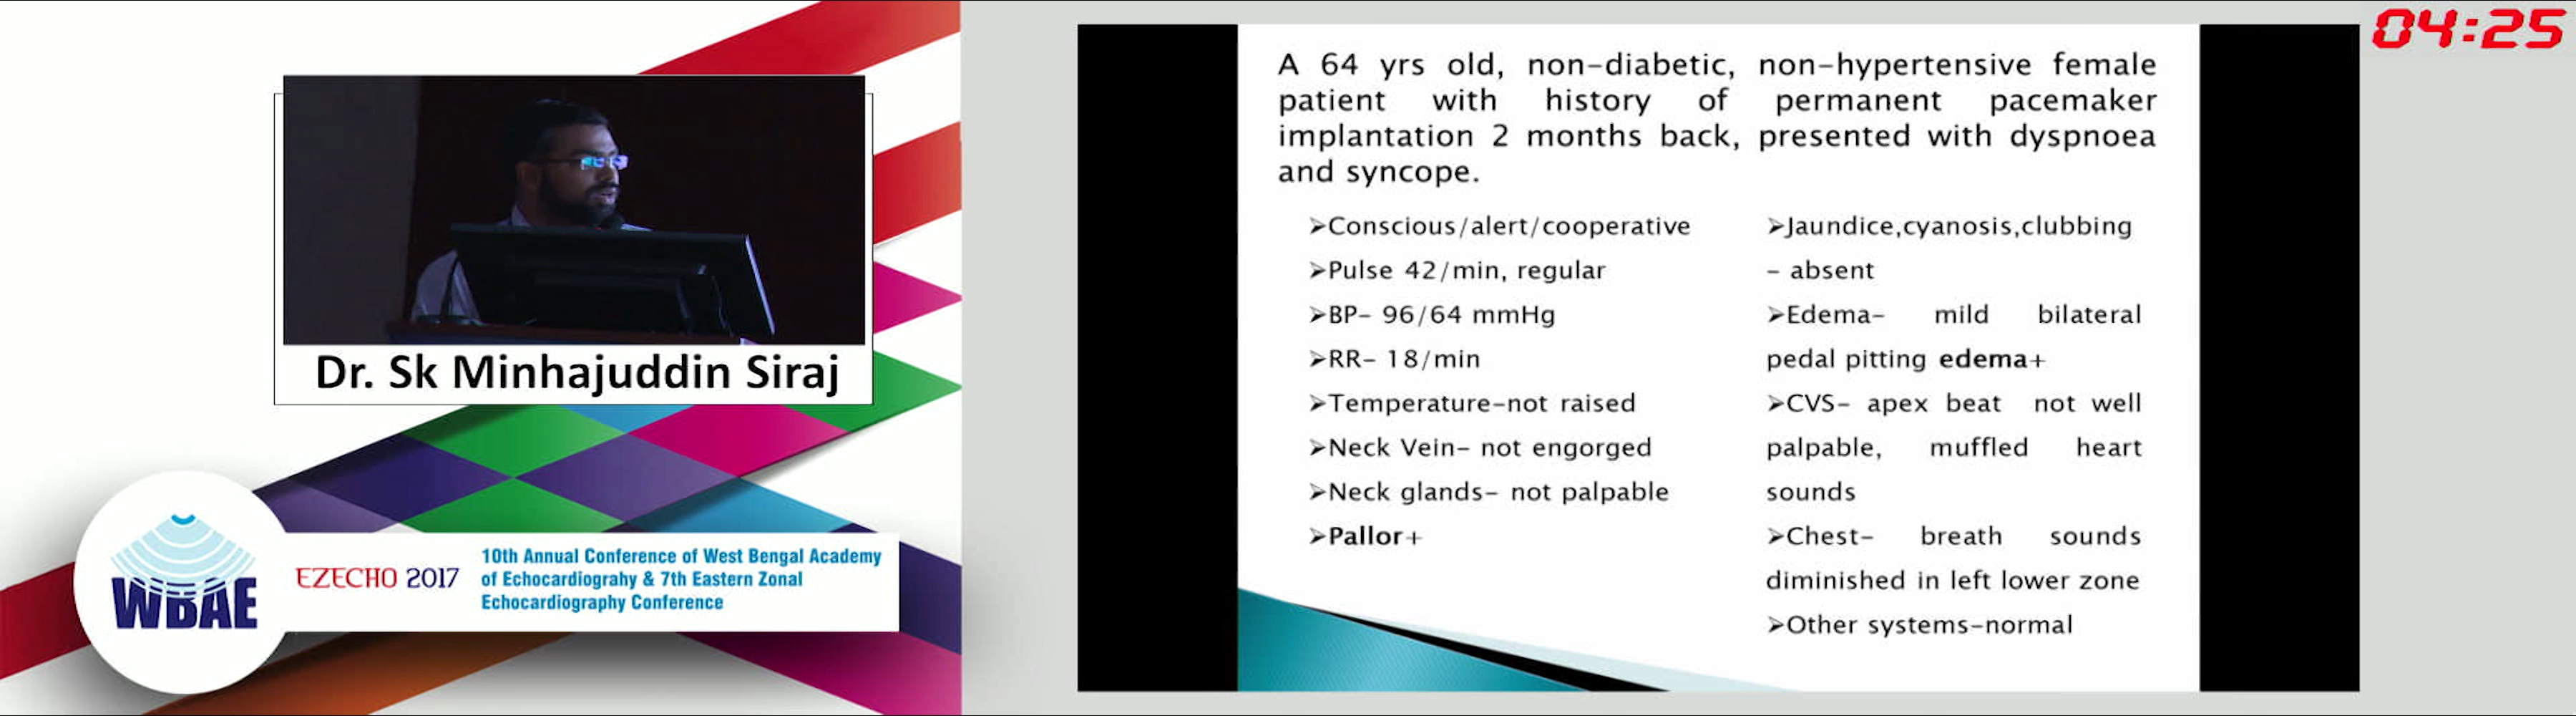 04:25
A 64 yrs old, non-diabetic, non-hypertensive female
patient with history of permanent pacemaker
implantation 2 months back, presented with dyspnoea
and syncope.
➢Conscious/alert/cooperative
➢Pulse 42/min, regular
➢BP- 96/64 mmHg
➢RR- 18/min
➢Temperature-not raised
➢Neck Vein- not engorged
➢Neck glands- not palpable
➢Pallor+
➢Jaundice,cyanosis,clubbing
- absent
➢Edema- mild bilateral
pedal pitting edema+
➢CVS- apex beat not well
palpable, muffled heart
sounds
➢Chest- breath sounds
diminished in left lower zone
➢Other systems-normal
Dr. Sk Minhajuddin Siraj
WBAE
EZECHO 2017
10th Annual Conference of West Bengal Academy
of Echocardiograhy & 7th Eastern Zonal
Echocardiography Conference